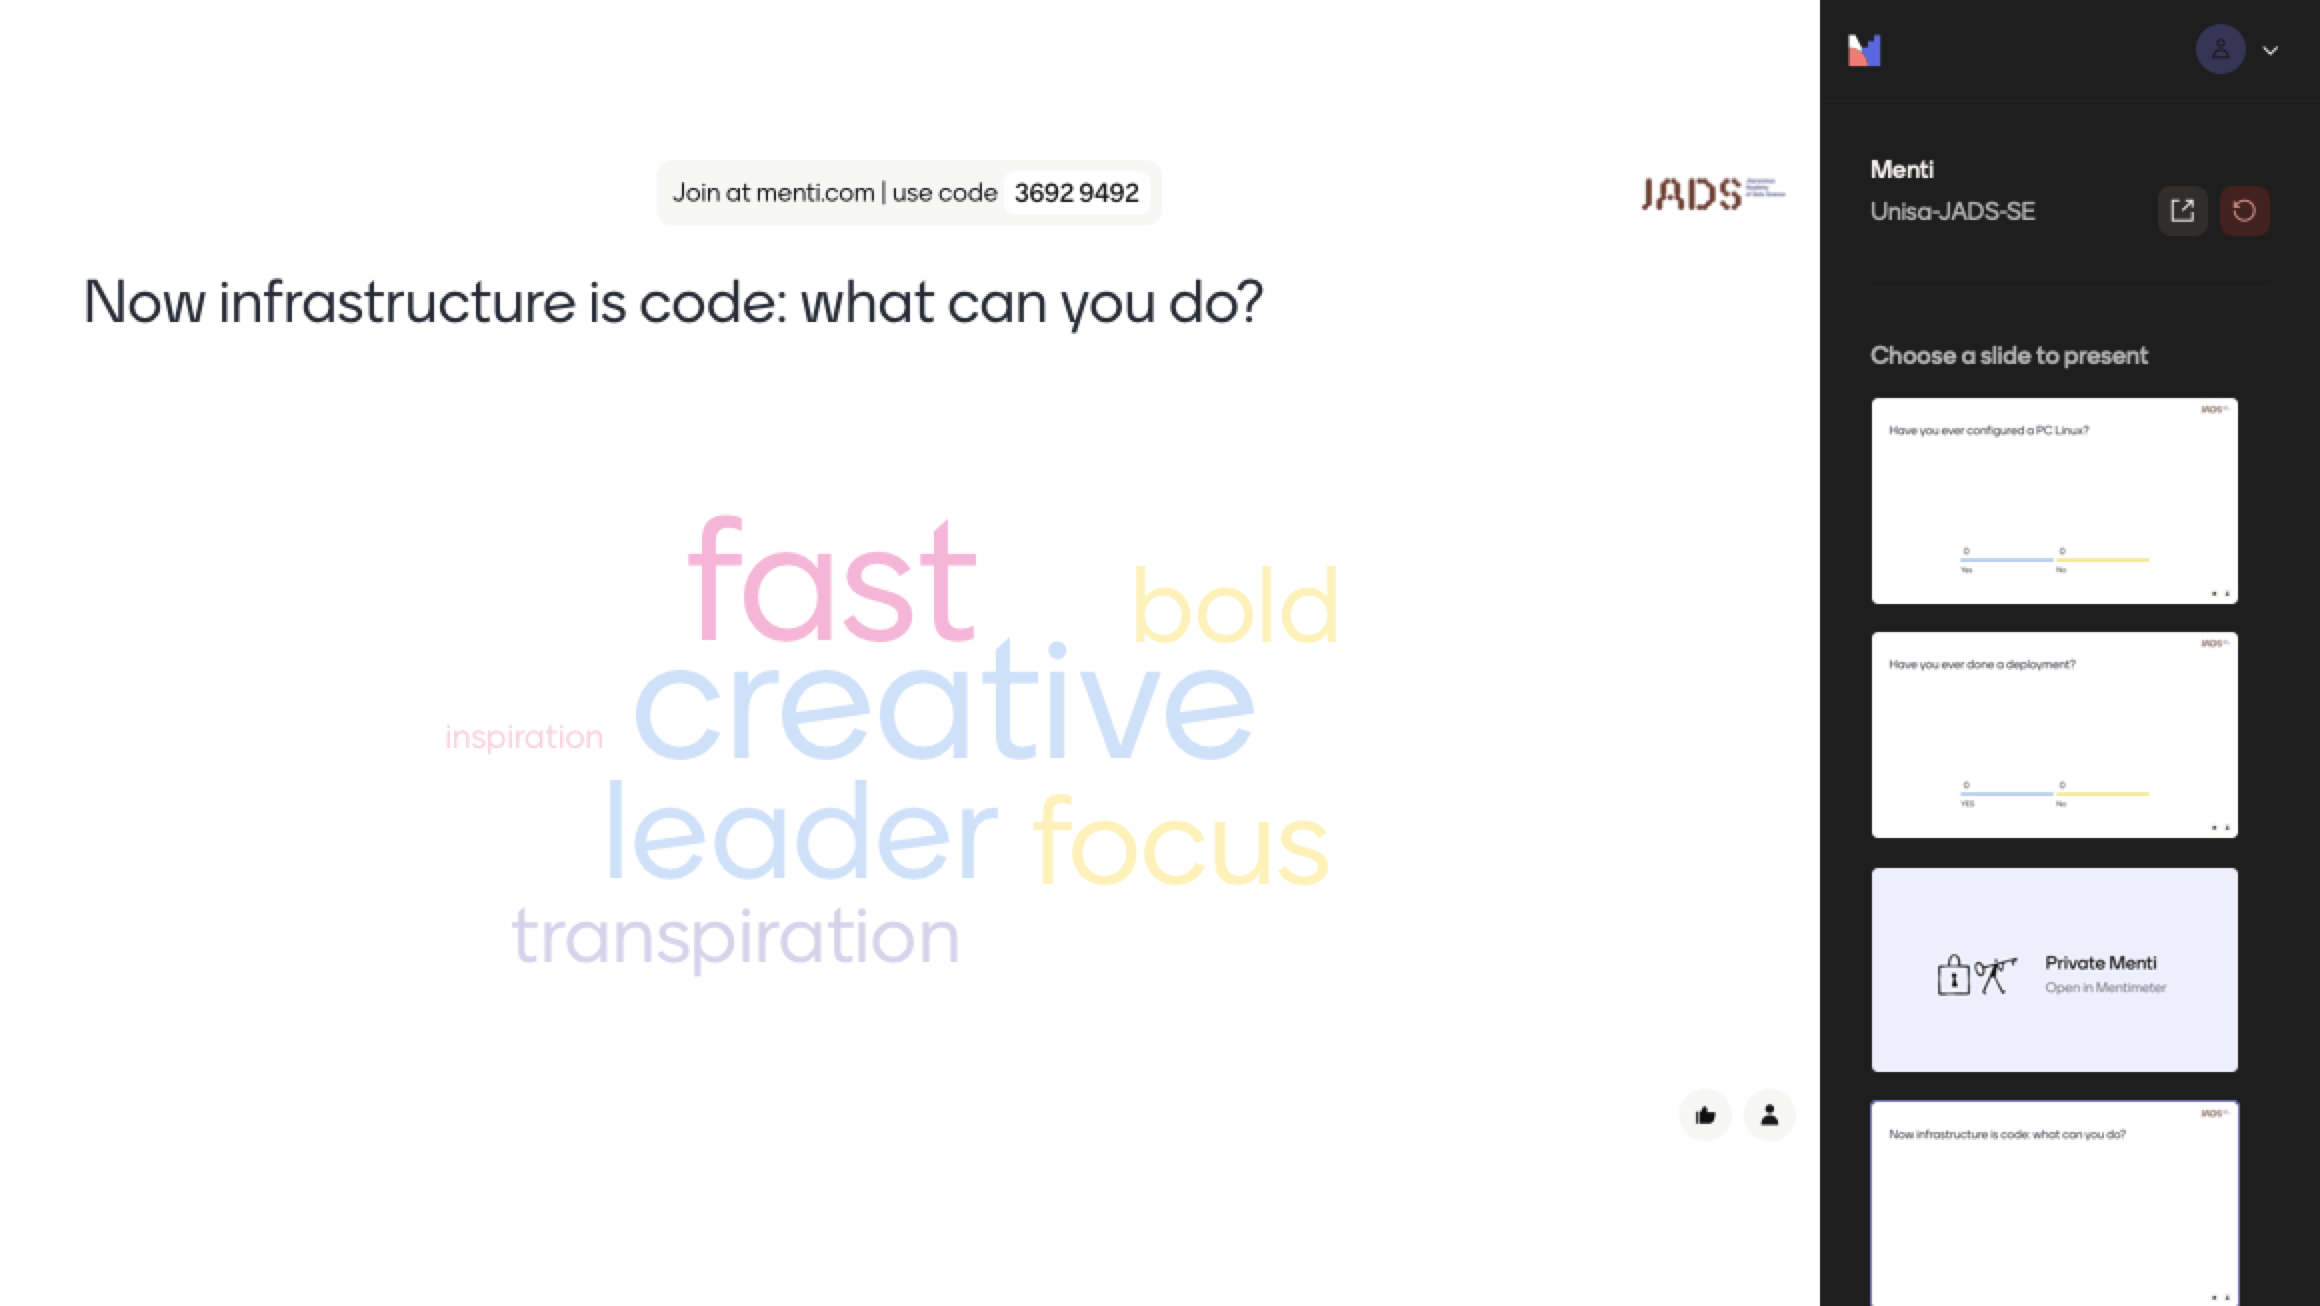 Join at menti.com | use code 3692 9492
JADS
Now infrastructure is code: what can you do?
fast
bold
creative
inspiration
leader
focus
transpiration
Menti
Unisa-JADS-SE
Choose a slide to present
JADS
Have you ever configured a PC Linux?
0 0
Yes No
JADS
Have you ever done a deployment?
0 0
YES No
Private Menti
Open in Mentimeter
JADS
Now infrastructure is code: what can you do?